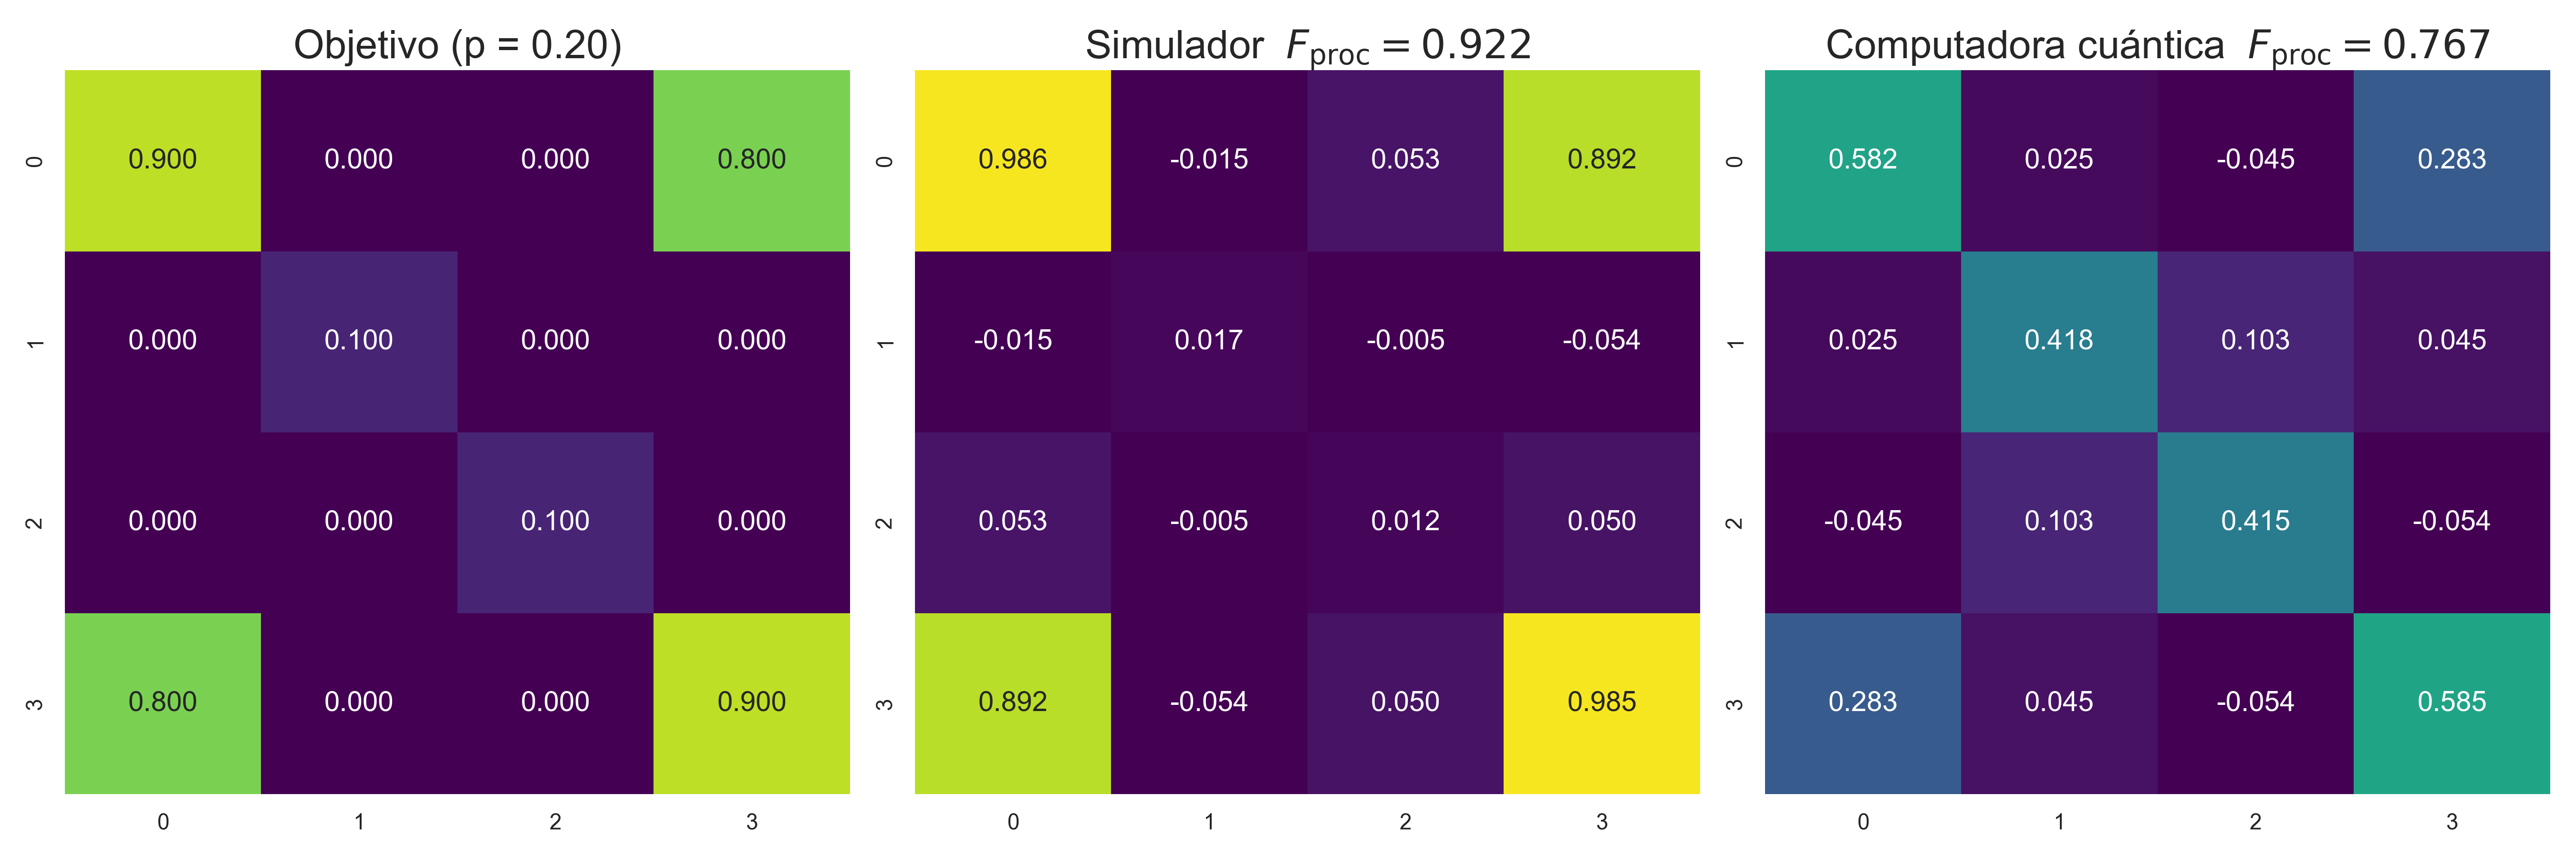 Objetivo (p = 0.20)
0.900 0.000 0.000 0.800
0.000 0.100 0.000 0.000
0.000 0.000 0.100 0.000
0.800 0.000 0.000 0.900
0
1
2
3
0 1 2 3
Simulador F_proc = 0.922
0.986 -0.015 0.053 0.892
-0.015 0.017 -0.005 -0.054
0.053 -0.005 0.012 0.050
0.892 -0.054 0.050 0.985
0
1
2
3
0 1 2 3
Computadora cuántica F_proc = 0.767
0.582 0.025 -0.045 0.283
0.025 0.418 0.103 0.045
-0.045 0.103 0.415 -0.054
0.283 0.045 -0.054 0.585
0
1
2
3
0 1 2 3